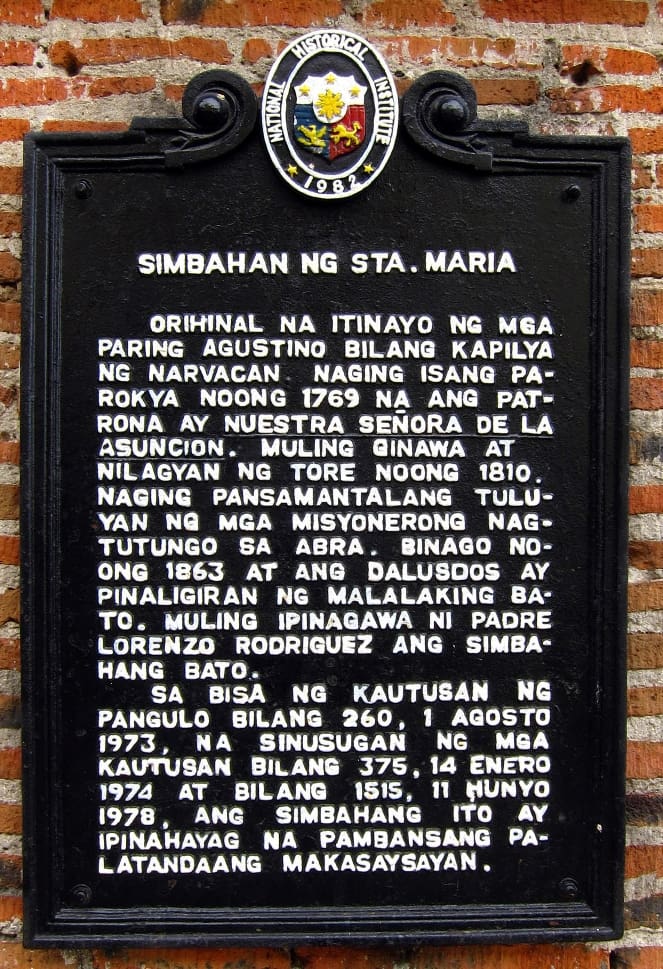 NATIONAL HISTORICAL INSTITUTE
1982
SIMBAHAN NG STA. MARIA
ORIHINAL NA ITINAYO NG MGA
PARING AGUSTINO BILANG KAPILYA
NG NARVACAN NAGING ISANG PA-
ROKYA NOONG 1769 NA ANG PAT-
RONA AY NUESTRA SEÑORA DE LA
ASUNCION. MULING GINAWA AT
NILAGYAN NG TORE NOONG 1810.
NAGING PANSAMANTALANG TULU-
YAN NG MGA MISYONERONG NAG-
TUTUNGO SA ABRA. BINAGO NO-
ONG 1863 AT ANG DALUSDOS AY
PINALIGIRAN NG MALALAKING BA-
TO. MULING IPINAGAWA NI PADRE
LORENZO RODRIGUEZ ANG SIMBA-
HANG BATO.
SA BISA NG KAUTUSAN NG
PANGULO BILANG 260, 1 AGOSTO
1973, NA SINUSUGAN NG MGA
KAUTUSAN BILANG 375, 14 ENERO
1974 AT BILANG 1515, 11 HUNYO
1978, ANG SIMBAHANG ITO AY
IPINAHAYAG NA PAMBANSANG PA-
LATANDAANG MAKASAYSAYAN.